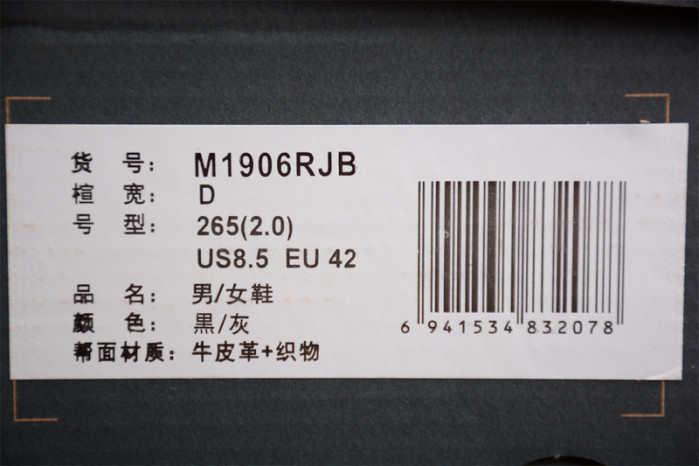 货 号： M1906RJB
楦 宽： D
号 型： 265(2.0)
US8.5 EU 42
品 名： 男/女鞋
颜 色： 黒/灰
帮面材质：牛皮革+织物
6 941534 832078